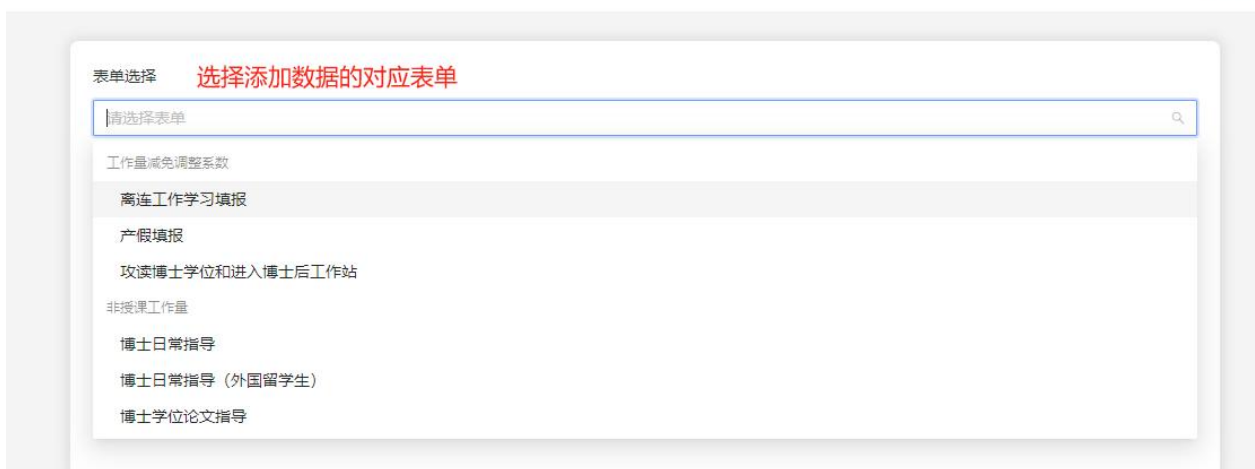 表单选择 选择添加数据的对应表单
请选择表单
工作量减免调整系数
离连工作学习填报
产假填报
攻读博士学位和进入博士后工作站
非授课工作量
博士日常指导
博士日常指导（外国留学生）
博士学位论文指导